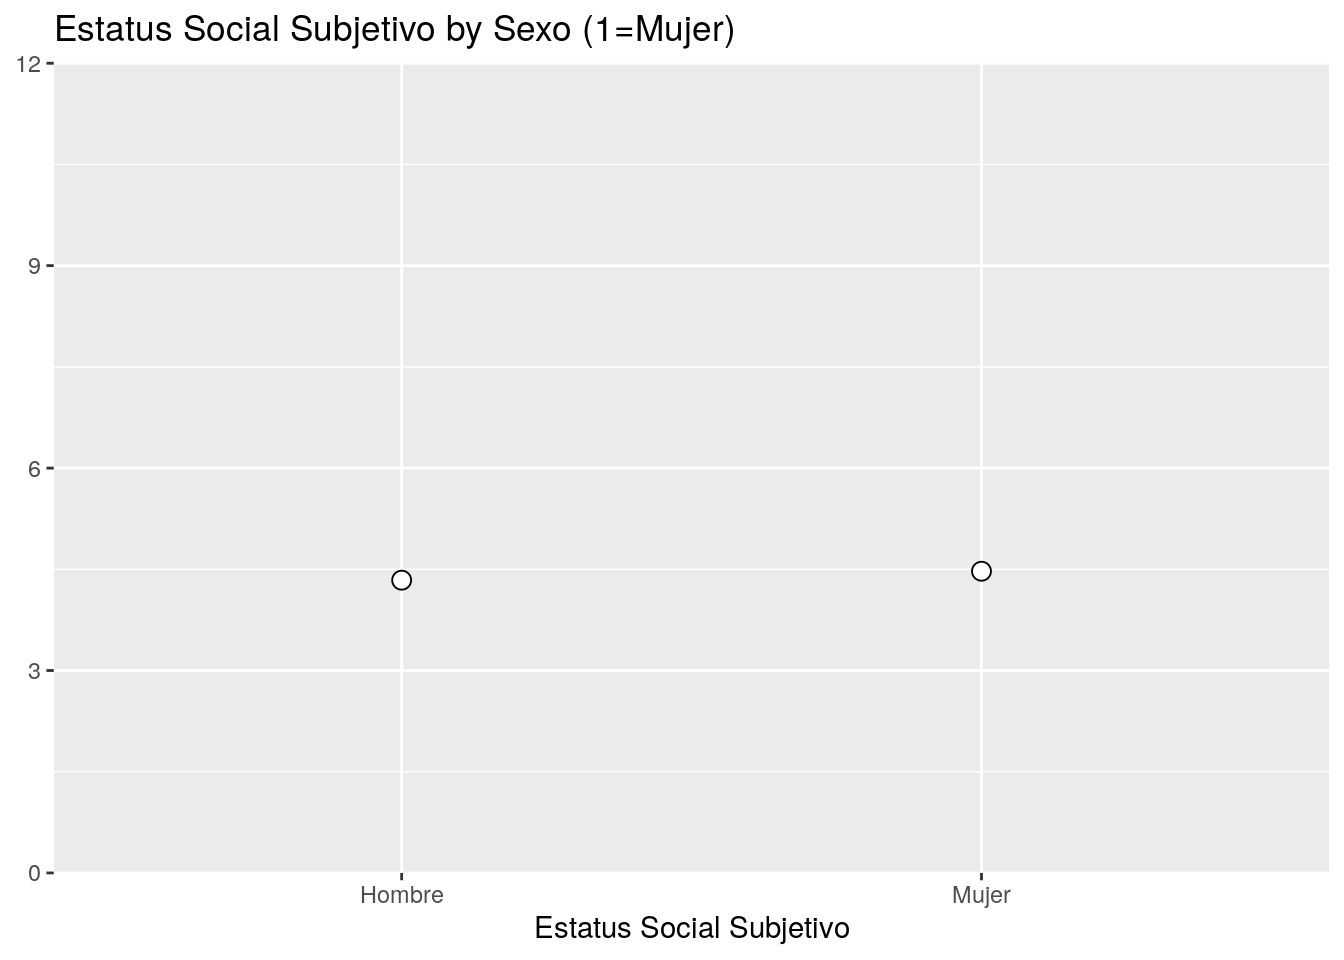 Estatus Social Subjetivo by Sexo (1=Mujer)
12
9
6
3
0
Hombre Mujer
Estatus Social Subjetivo